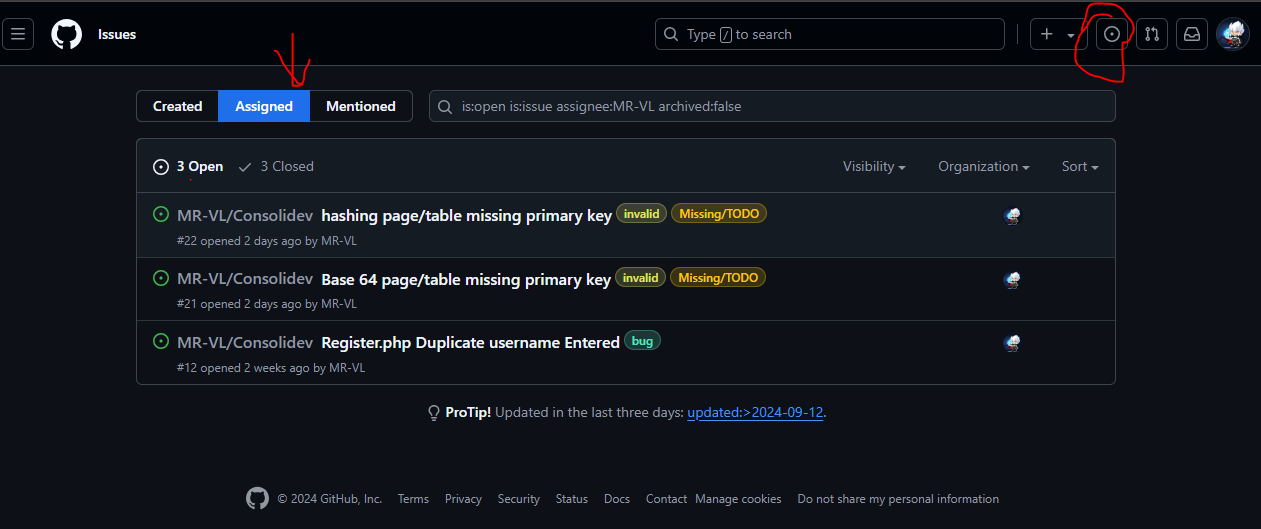 Issues
Type / to search
Created Assigned Mentioned
is:open is:issue assignee:MR-VL archived:false
3 Open 3 Closed Visibility Organization Sort
MR-VL/Consolidev hashing page/table missing primary key invalid Missing/TODO
#22 opened 2 days ago by MR-VL
MR-VL/Consolidev Base 64 page/table missing primary key invalid Missing/TODO
#21 opened 2 days ago by MR-VL
MR-VL/Consolidev Register.php Duplicate username Entered bug
#12 opened 2 weeks ago by MR-VL
ProTip! Updated in the last three days: updated:>2024-09-12.
© 2024 GitHub, Inc. Terms Privacy Security Status Docs Contact Manage cookies Do not share my personal information